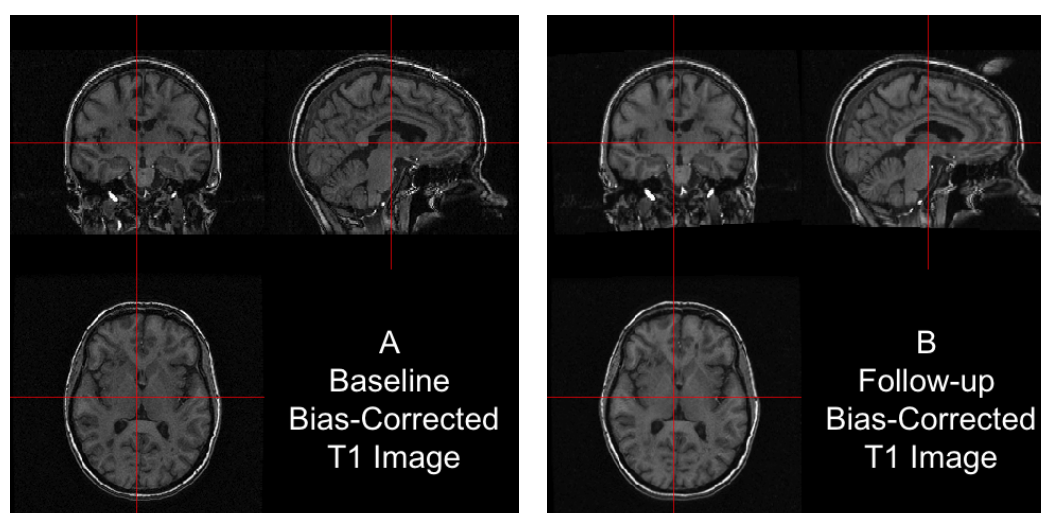 A
Baseline
Bias-Corrected
T1 Image
B
Follow-up
Bias-Corrected
T1 Image